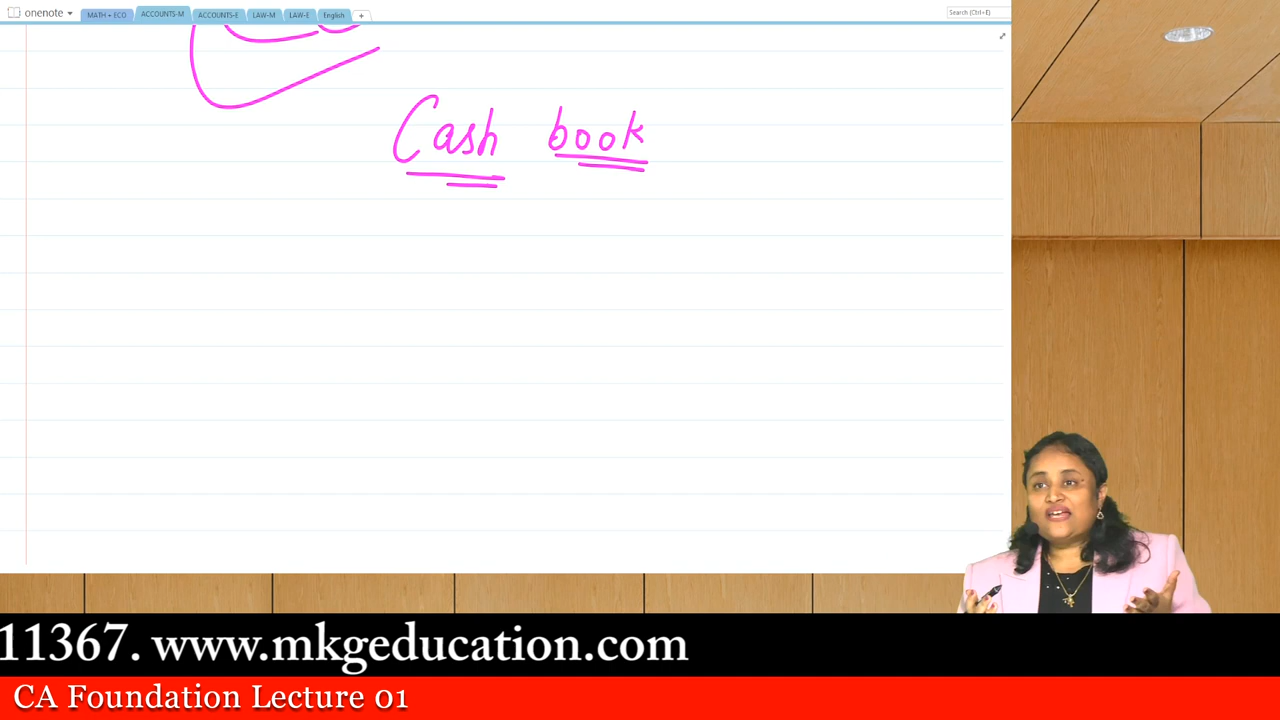 onenote MATH + ECO ACCOUNTS-M ACCOUNTS-E LAW-M LAW-E English + Search (Ctrl+E)
Cash book
11367. www.mkgeducation.com
CA Foundation Lecture 01